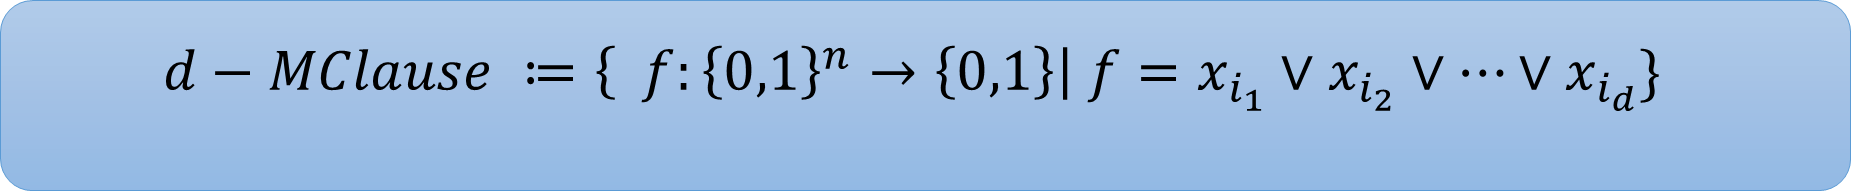 d − MClause ≔ { f: {0,1}ⁿ → {0,1}| f = x_{i_1} ∨ x_{i_2} ∨ ⋯ ∨ x_{i_d}}